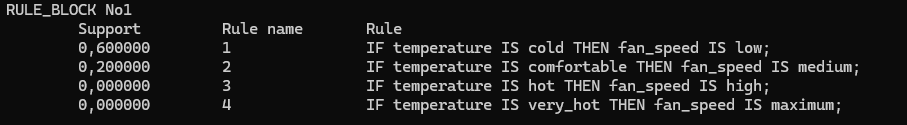 RULE_BLOCK No1
Support Rule name Rule
0,600000 1 IF temperature IS cold THEN fan_speed IS low;
0,200000 2 IF temperature IS comfortable THEN fan_speed IS medium;
0,000000 3 IF temperature IS hot THEN fan_speed IS high;
0,000000 4 IF temperature IS very_hot THEN fan_speed IS maximum;